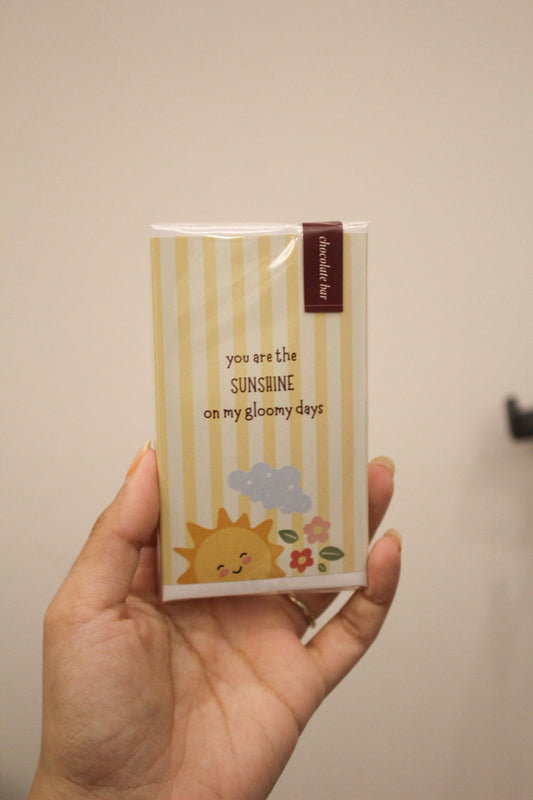 chocolate bar
you are the
SUNSHINE
on my gloomy days